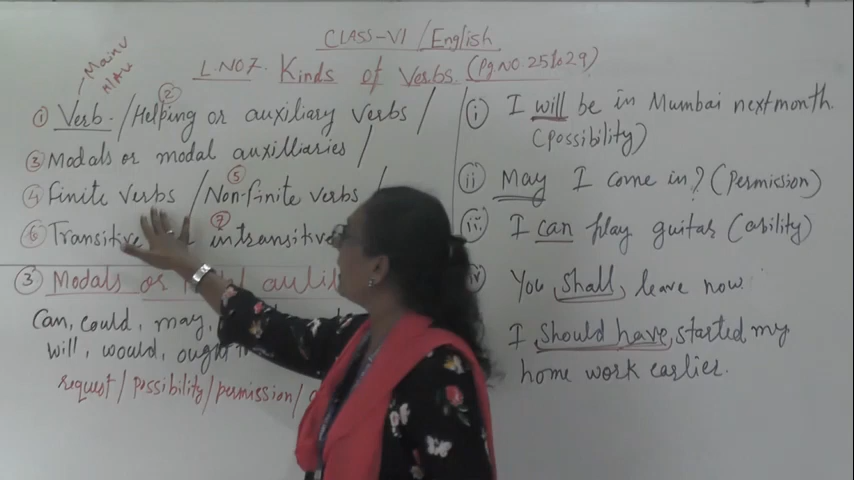 CLASS-VI / English
L.NO7. Kinds of Verbs. (Pg NO. 25 to 29)
Main V
H/AV
① Verb. / ② Helping or auxiliary verbs /
③ Modals or modal auxilliaries /
④ Finite verbs / ⑤ Non-finite verbs /
⑥ Transitive ⑦ intransitive
③ Modals or
Can, could, may,
will, would, ought
request / possibility / permission /
i I will be in Mumbai next month.
(possibility)
ii May I come in? (Permission)
iii I can play guitar (ability)
iv You shall leave now.
I should have started my
home work earlier.